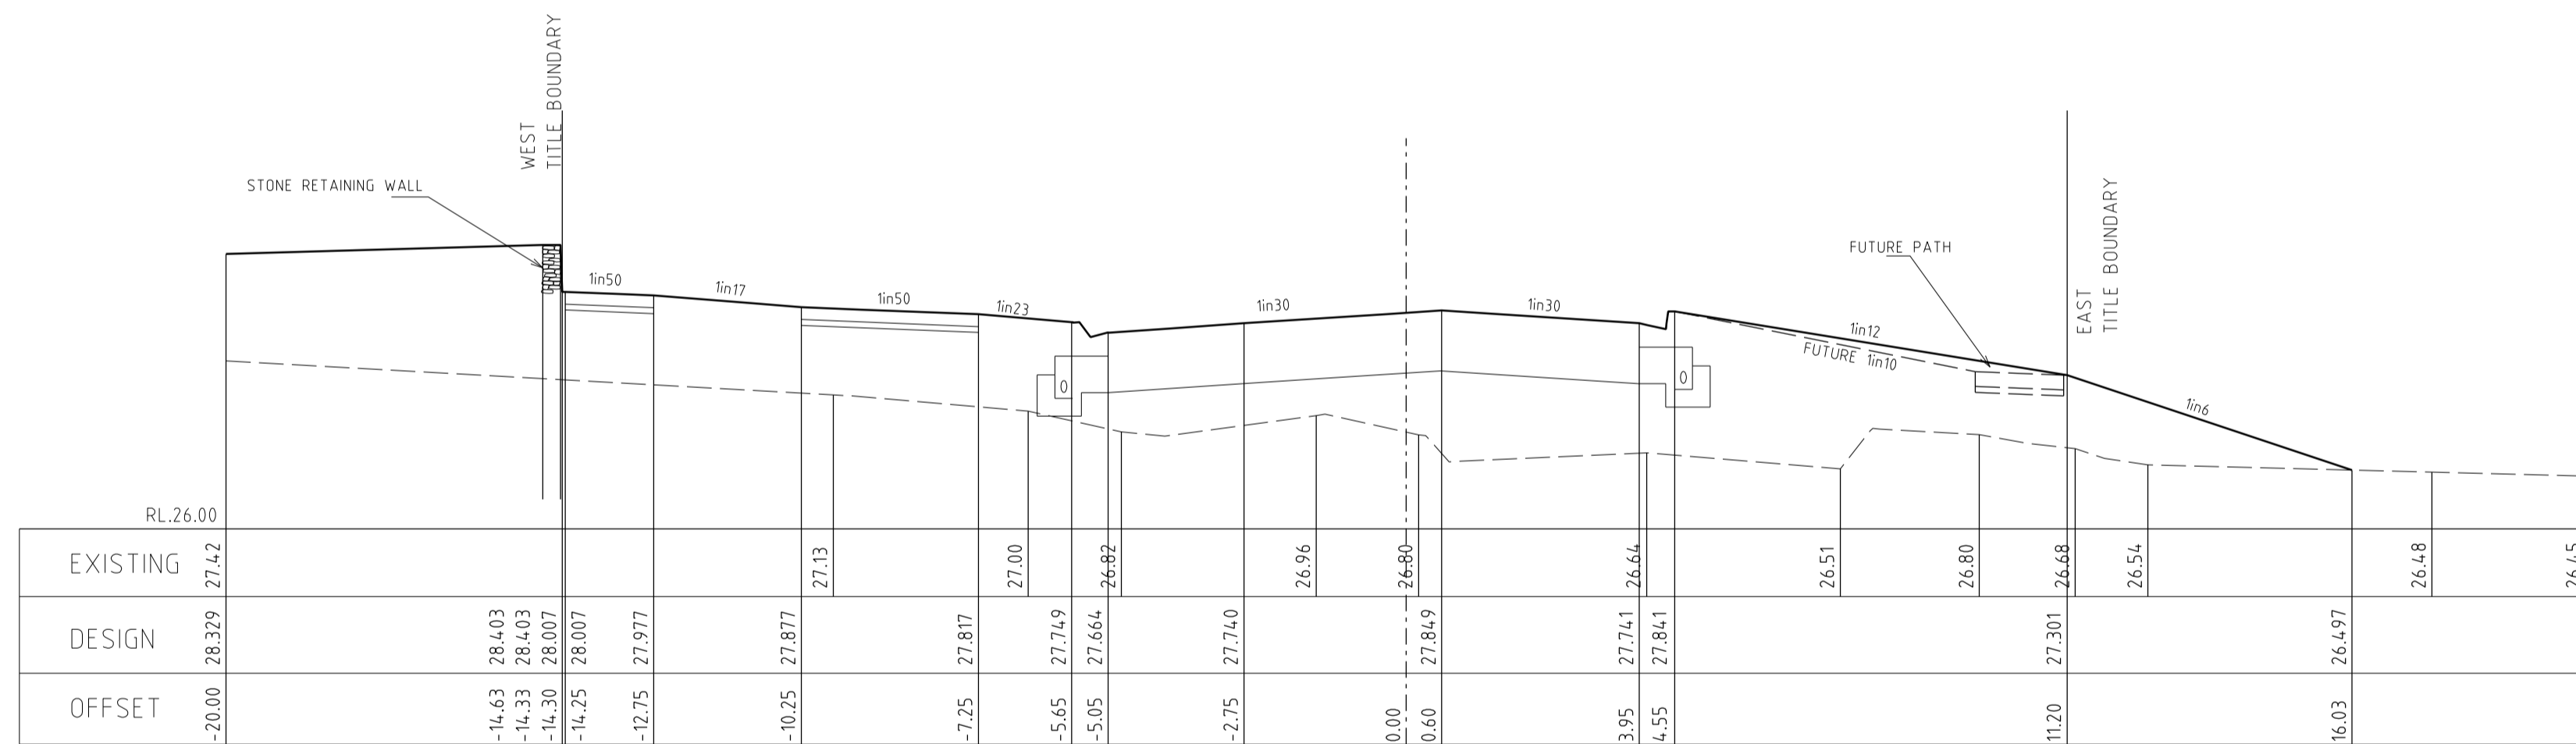 WEST
TITLE BOUNDARY
STONE RETAINING WALL
FUTURE PATH
EAST
TITLE BOUNDARY
1in50
1in17
1in50
1in23
1in30
1in30
1in12
FUTURE 1in10
1in6
0
0
RL.26.00
EXISTING 27.42 27.13 27.00 26.82 26.96 26.80 26.64 26.51 26.80 26.68 26.54 26.48
DESIGN 28.329 28.403 28.403 28.007 28.007 27.977 27.877 27.817 27.749 27.664 27.740 27.849 27.741 27.841 27.301 26.497
OFFSET -20.00 -14.63 -14.33 -14.30 -14.25 -12.75 -10.25 -7.25 -5.65 -5.05 -2.75 0.00 0.60 3.95 4.55 11.20 16.03